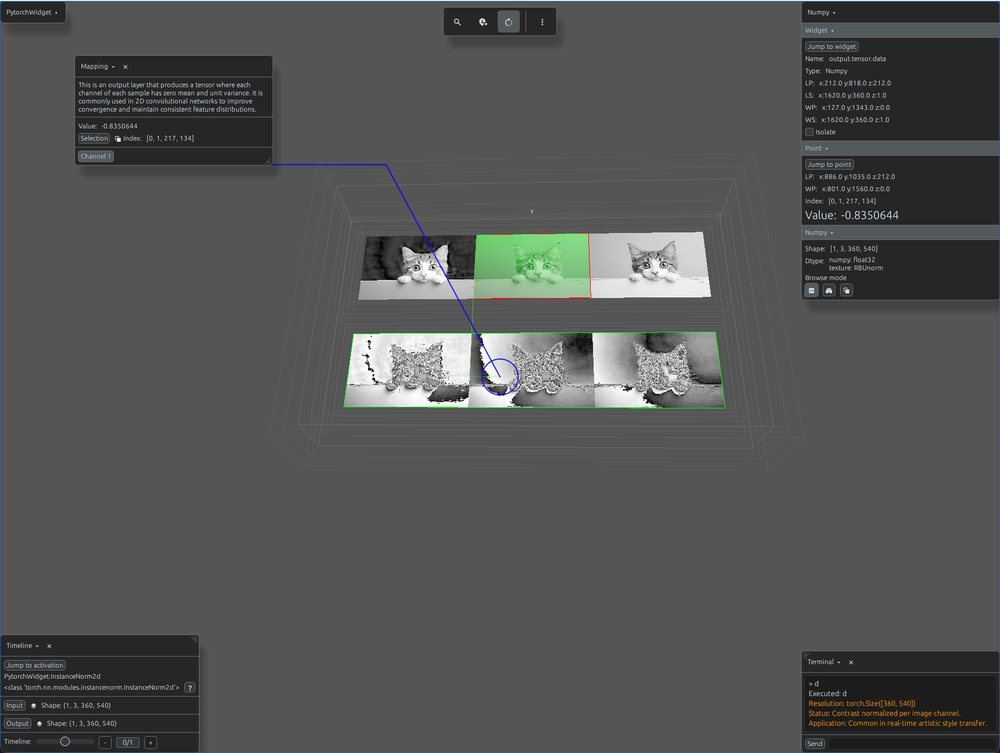 PytorchWidget
Mapping
This is an output layer that produces a tensor where each
channel of each sample has zero mean and unit variance. It is
commonly used in 2D convolutional networks to improve
convergence and maintain consistent feature distributions.
Value: -0.8350644
Selection Index: [0, 1, 217, 134]
Channel 1
Numpy
Widget
Jump to widget
Name: output.tensor.data
Type: Numpy
LP: x:212.0 y:818.0 z:212.0
LS: x:1620.0 y:360.0 z:1.0
WP: x:127.0 y:1343.0 z:0.0
WS: x:1620.0 y:360.0 z:1.0
Isolate
Point
Jump to point
LP: x:886.0 y:1035.0 z:212.0
WP: x:801.0 y:1560.0 z:0.0
Index: [0, 1, 217, 134]
Value: -0.8350644
Numpy
Shape: [1, 3, 360, 540]
Dtype: numpy: float32
texture: R8Unorm
Browse mode
Timeline
Jump to activation
PytorchWidget.InstanceNorm2d
<class 'torch.nn.modules.instancenorm.InstanceNorm2d'> ?
Input Shape: (1, 3, 360, 540)
Output Shape: (1, 3, 360, 540)
Timeline: - 0/1 +
Terminal
> d
Executed: d
Resolution: torch.Size([360, 540])
Status: Contrast normalized per image channel.
Application: Common in real-time artistic style transfer.
Send